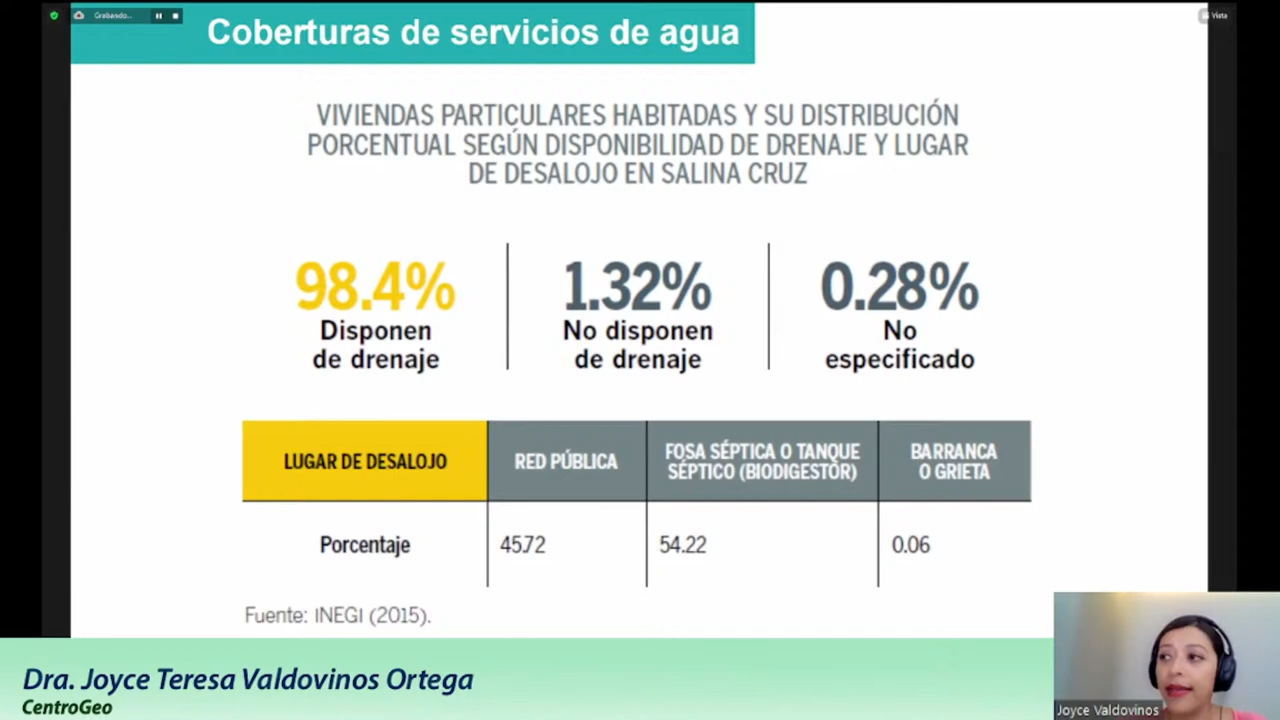 Grabando...
Vista
Coberturas de servicios de agua
VIVIENDAS PARTICULARES HABITADAS Y SU DISTRIBUCIÓN
PORCENTUAL SEGÚN DISPONIBILIDAD DE DRENAJE Y LUGAR
DE DESALOJO EN SALINA CRUZ
98.4%
Disponen
de drenaje
1.32%
No disponen
de drenaje
0.28%
No
especificado
LUGAR DE DESALOJO
RED PÚBLICA
FOSA SÉPTICA O TANQUE
SÉPTICO (BIODIGESTOR)
BARRANCA
O GRIETA
Porcentaje
45.72
54.22
0.06
Fuente: INEGI (2015).
Dra. Joyce Teresa Valdovinos Ortega
CentroGeo
Joyce Valdovinos